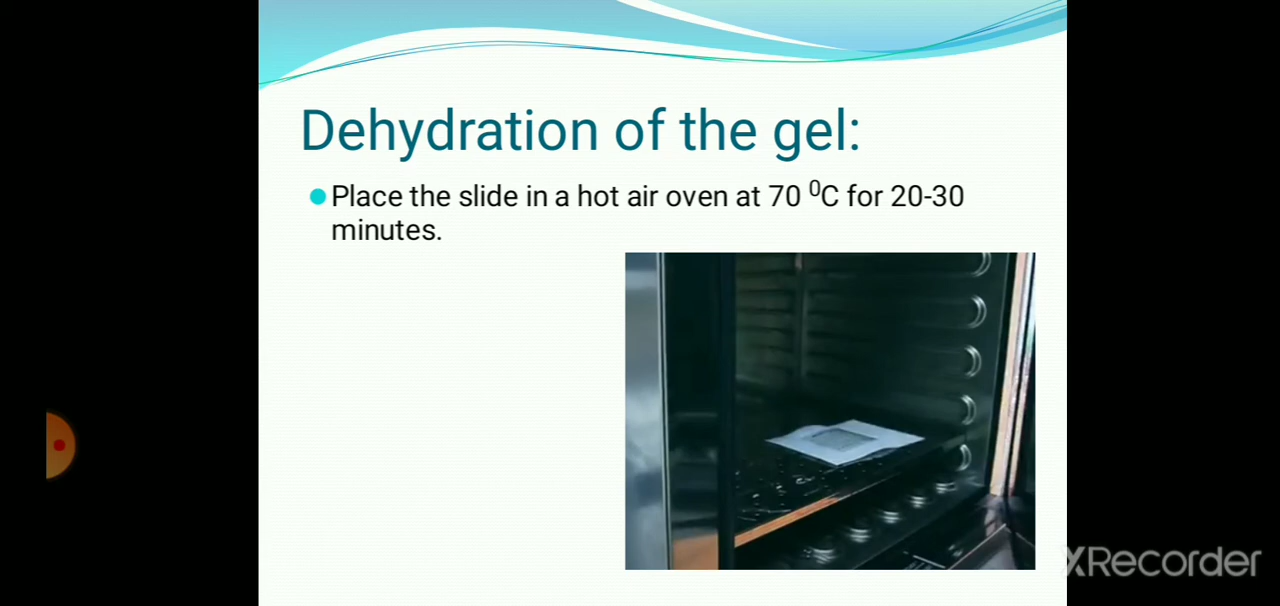 Dehydration of the gel:
Place the slide in a hot air oven at 70 ⁰C for 20-30
minutes.
XRecorder